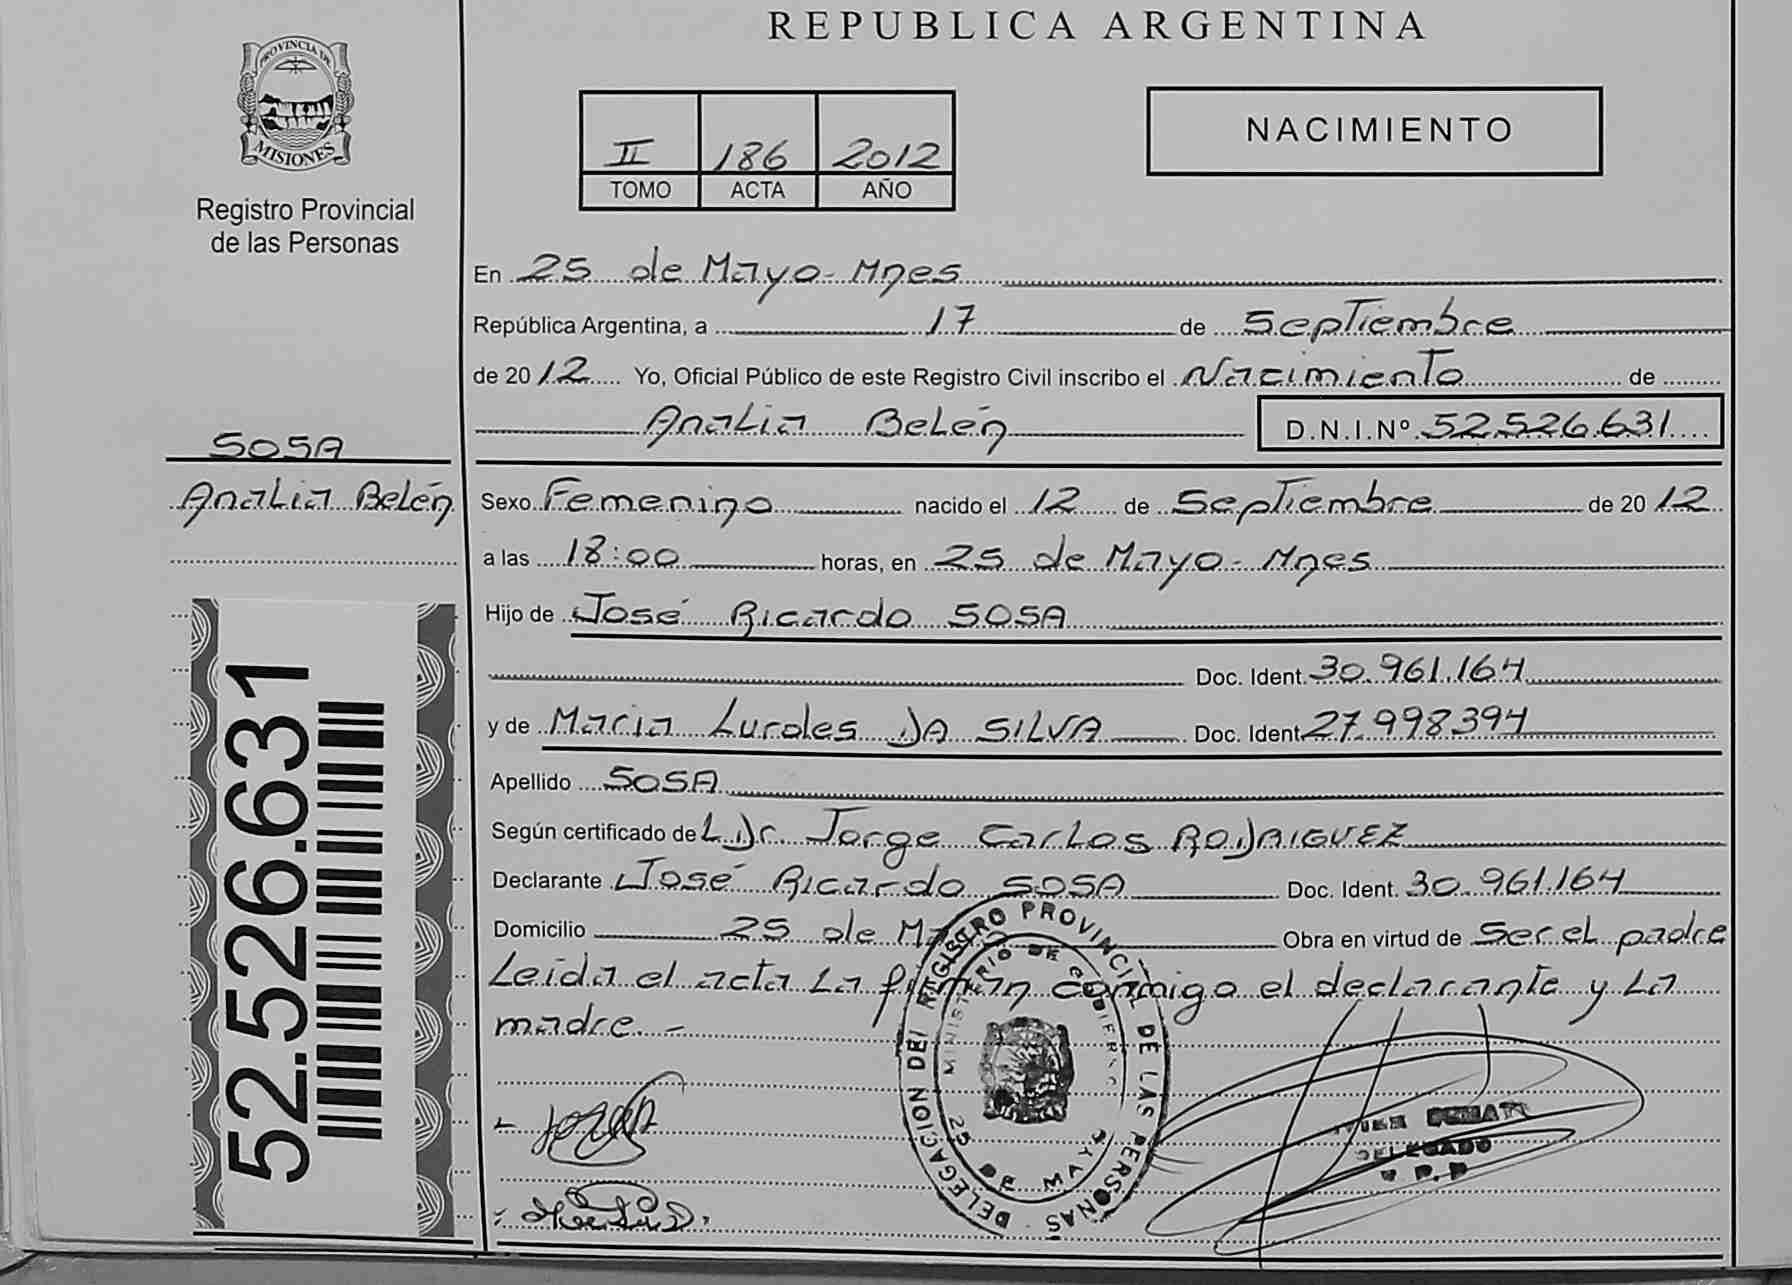 REPUBLICA ARGENTINA
PROVINCIA DE
MISIONES
Registro Provincial
de las Personas
II 186 2012
TOMO ACTA AÑO
NACIMIENTO
En 25 de Mayo - Mnes
República Argentina, a 17 de Septiembre
de 2012 Yo, Oficial Público de este Registro Civil inscribo el Nacimiento de
Analia Belén D.N.I.Nº 52.526.631
SOSA
Analia Belén
Sexo Femenino nacido el 12 de Septiembre de 2012
a las 18:00 horas, en 25 de Mayo - Mnes
Hijo de José Ricardo SOSA
Doc. Ident. 30.961.164
y de Maria Lurdes DA SILVA Doc. Ident. 27.998394
Apellido SOSA
Según certificado de L. Dr. Jorge Carlos RODRIGUEZ
Declarante José Ricardo SOSA Doc. Ident. 30.961.164
Domicilio 25 de Mayo Obra en virtud de Ser el padre
Leida el acta La firman conmigo el declarante y La
madre. -
52.526.631
DELEGACION DEL REGISTRO PROVINCIAL DE LAS PERSONAS
MINISTERIO DE GOBIERNO
25 DE MAYO
DELEGADO